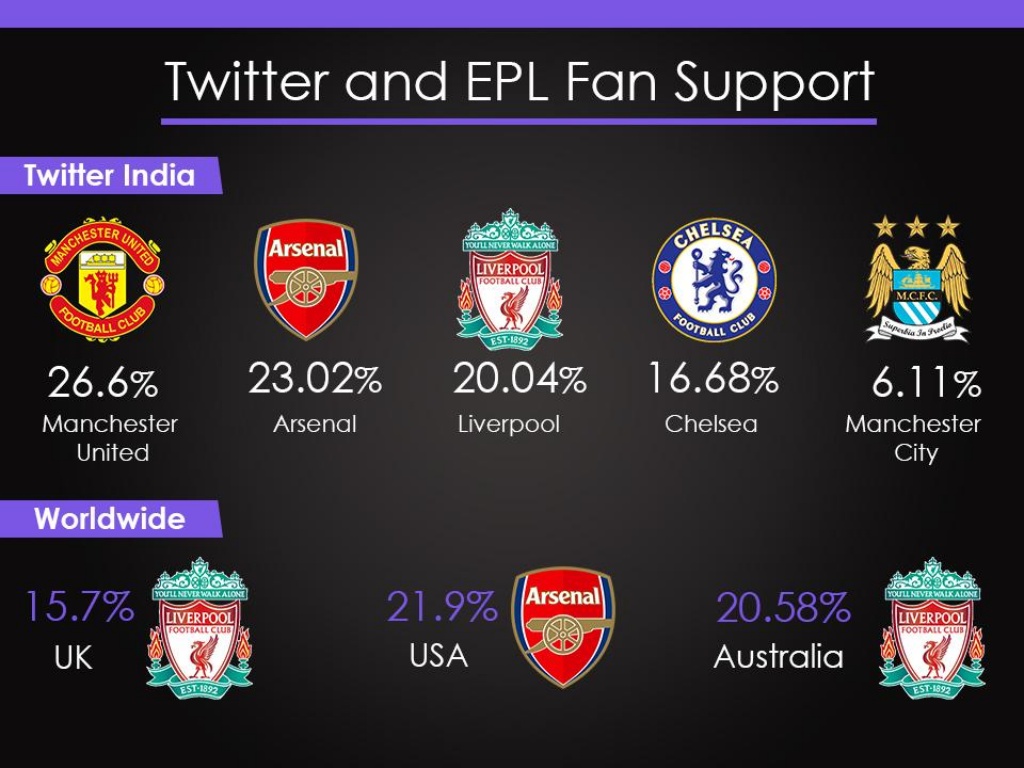 Twitter and EPL Fan Support
Twitter India
MANCHESTER UNITED
FOOTBALL CLUB
Arsenal
YOU'LL NEVER WALK ALONE
LIVERPOOL
FOOTBALL CLUB
EST·1892
CHELSEA
FOOTBALL CLUB
M.C.F.C.
Superbia In Proelio
26.6%
23.02%
20.04%
16.68%
6.11%
Manchester
United
Arsenal
Liverpool
Chelsea
Manchester
City
Worldwide
15.7%
UK
YOU'LL NEVER WALK ALONE
LIVERPOOL
FOOTBALL CLUB
EST·1892
21.9%
USA
Arsenal
20.58%
Australia
YOU'LL NEVER WALK ALONE
LIVERPOOL
FOOTBALL CLUB
EST·1892